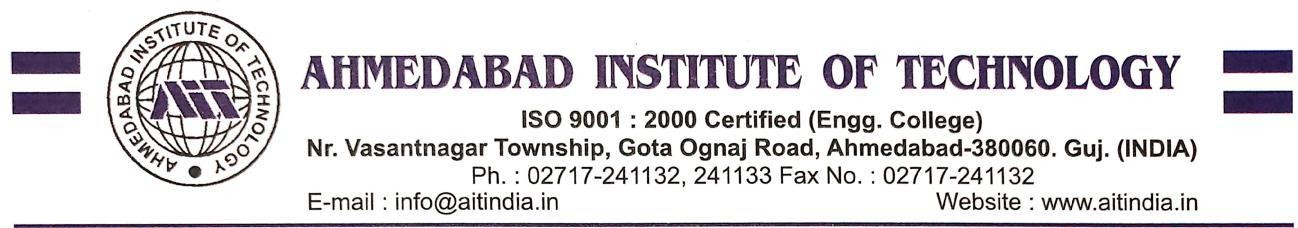 AHMEDABAD INSTITUTE OF TECHNOLOGY
AiT
AHMEDABAD INSTITUTE OF TECHNOLOGY
ISO 9001 : 2000 Certified (Engg. College)
Nr. Vasantnagar Township, Gota Ognaj Road, Ahmedabad-380060. Guj. (INDIA)
Ph. : 02717-241132, 241133 Fax No. : 02717-241132
E-mail : info@aitindia.in Website : www.aitindia.in